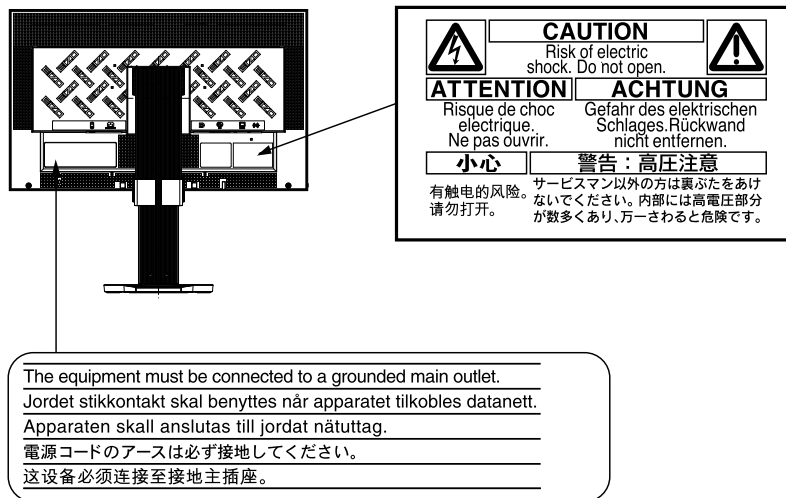 CAUTION
Risk of electric
shock. Do not open.
ATTENTION
Risque de choc
electrique.
Ne pas ouvrir.
ACHTUNG
Gefahr des elektrischen
Schlages.Rückwand
nicht entfernen.
小心
有触电的风险。
请勿打开。
警告：高圧注意
サービスマン以外の方は裏ぶたをあけ
ないでください。内部には高電圧部分
が数多くあり、万一さわると危険です。
The equipment must be connected to a grounded main outlet.
Jordet stikkontakt skal benyttes når apparatet tilkobles datanett.
Apparaten skall anslutas till jordat nätuttag.
電源コードのアースは必ず接地してください。
这设备必须连接至接地主插座。